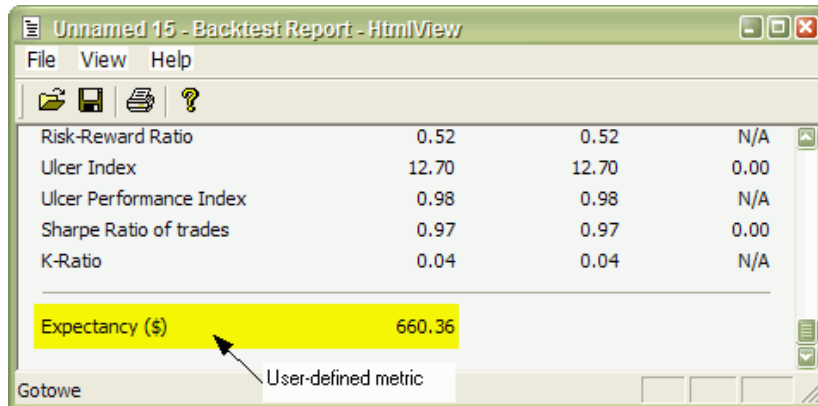 Unnamed 15 - Backtest Report - HtmlView
File View Help
Risk-Reward Ratio 0.52 0.52 N/A
Ulcer Index 12.70 12.70 0.00
Ulcer Performance Index 0.98 0.98 N/A
Sharpe Ratio of trades 0.97 0.97 0.00
K-Ratio 0.04 0.04 N/A
Expectancy ($) 660.36
User-defined metric
Gotowe